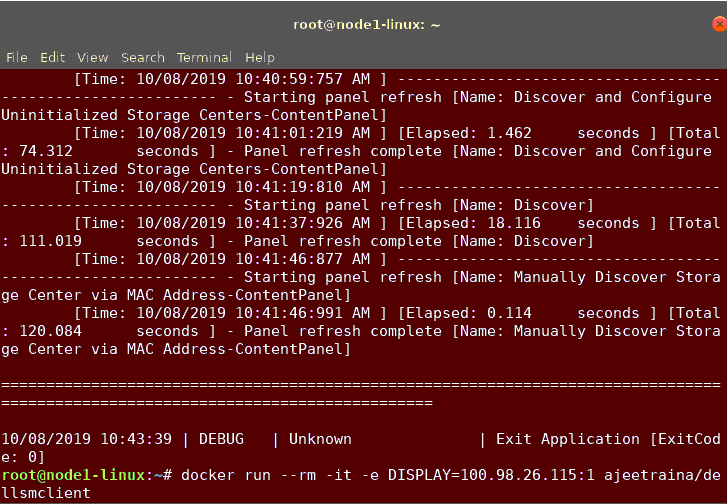 root@node1-linux: ~
File Edit View Search Terminal Help
[Time: 10/08/2019 10:40:59:757 AM ] ------------------------------------
------------------------ - Starting panel refresh [Name: Discover and Configure
Uninitialized Storage Centers-ContentPanel]
[Time: 10/08/2019 10:41:01:219 AM ] [Elapsed: 1.462     seconds ] [Total
: 74.312       seconds ] - Panel refresh complete [Name: Discover and Configure
Uninitialized Storage Centers-ContentPanel]
[Time: 10/08/2019 10:41:19:810 AM ] ------------------------------------
------------------------ - Starting panel refresh [Name: Discover]
[Time: 10/08/2019 10:41:37:926 AM ] [Elapsed: 18.116    seconds ] [Total
: 111.019      seconds ] - Panel refresh complete [Name: Discover]
[Time: 10/08/2019 10:41:46:877 AM ] ------------------------------------
------------------------ - Starting panel refresh [Name: Manually Discover Stora
ge Center via MAC Address-ContentPanel]
[Time: 10/08/2019 10:41:46:991 AM ] [Elapsed: 0.114     seconds ] [Total
: 120.084      seconds ] - Panel refresh complete [Name: Manually Discover Stora
ge Center via MAC Address-ContentPanel]
================================================================================
================================================
10/08/2019 10:43:39 | DEBUG   | Unknown              | Exit Application [ExitCod
e: 0]
root@node1-linux:~# docker run --rm -it -e DISPLAY=100.98.26.115:1 ajeetraina/de
llsmclient